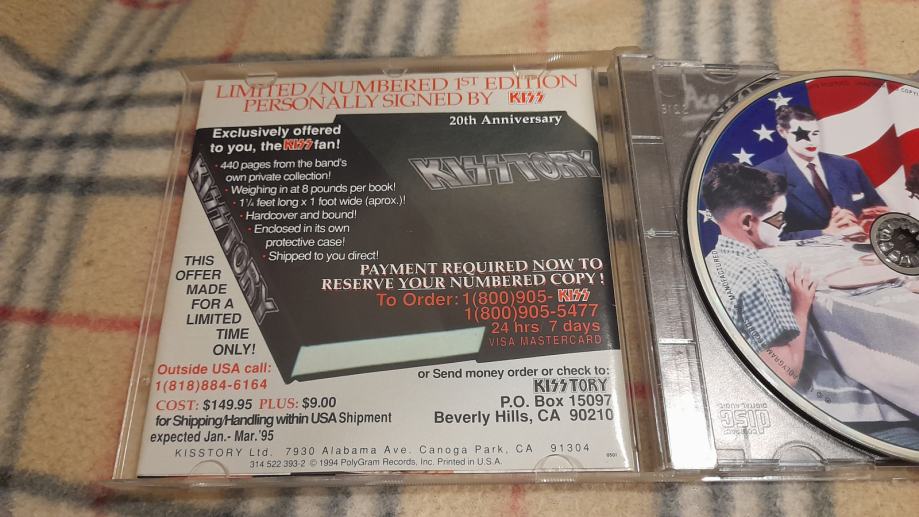 LIMITED/NUMBERED 1ST EDITION
PERSONALLY SIGNED BY KISS
20th Anniversary
Exclusively offered
to you, the KISS fan!
KISSTORY
· 440 pages from the band's
own private collection!
· Weighing in at 8 pounds per book!
· 1¼ feet long x 1 foot wide (aprox.)!
· Hardcover and bound!
· Enclosed in its own
protective case!
· Shipped to you direct!
KISSTORY
THIS
OFFER
MADE
FOR A
LIMITED
TIME
ONLY!
PAYMENT REQUIRED NOW TO
RESERVE YOUR NUMBERED COPY!
To Order: 1(800)905-KISS
1(800)905-5477
24 hrs 7 days
VISA MASTERCARD
Outside USA call:
1(818)884-6164
or Send money order or check to:
KISSTORY
P.O. Box 15097
Beverly Hills, CA 90210
COST: $149.95 PLUS: $9.00
for Shipping/Handling within USA Shipment
expected Jan.- Mar.'95
KISSTORY Ltd. 7930 Alabama Ave. Canoga Park, CA 91304
314 522 393-2 © 1994 PolyGram Records, Inc. Printed in U.S.A.
COMPACT
disc
DIGITAL AUDIO
MANUFACTURED
POLYGRAM